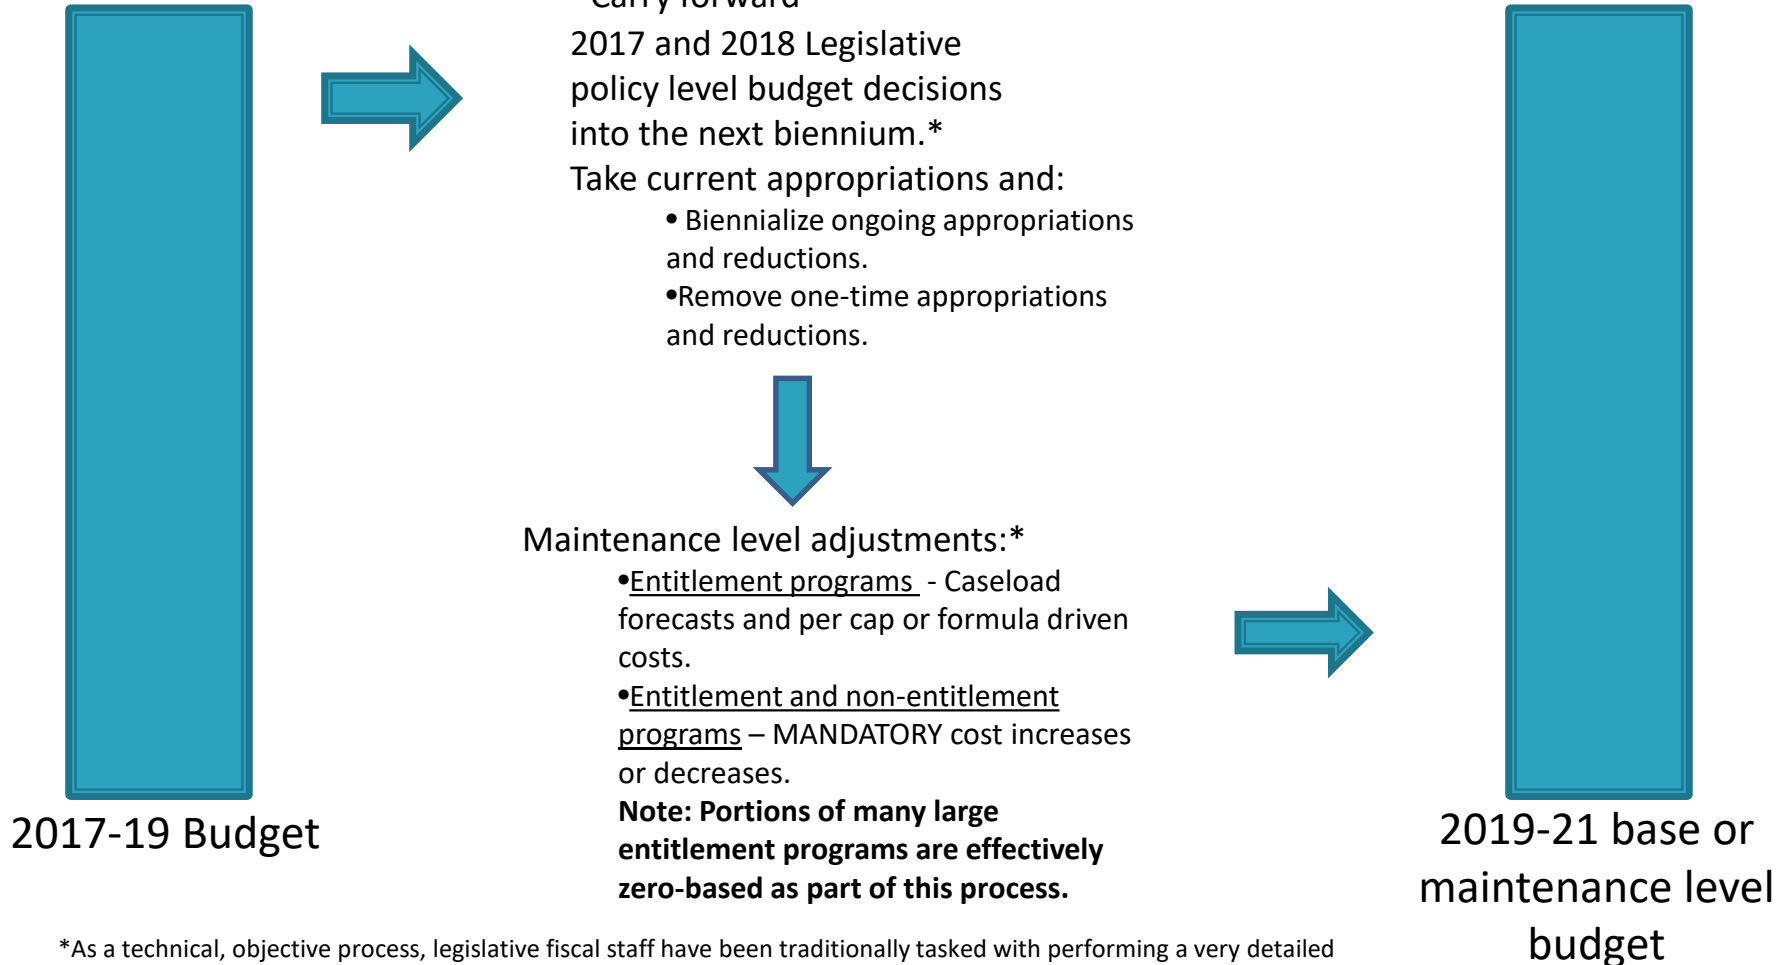 "Carry forward"
2017 and 2018 Legislative
policy level budget decisions
into the next biennium.*
Take current appropriations and:
• Biennialize ongoing appropriations
and reductions.
•Remove one-time appropriations
and reductions.
Maintenance level adjustments:*
•Entitlement programs - Caseload
forecasts and per cap or formula driven
costs.
•Entitlement and non-entitlement
programs – MANDATORY cost increases
or decreases.
Note: Portions of many large
entitlement programs are effectively
zero-based as part of this process.
2017-19 Budget
2019-21 base or
maintenance level
budget
*As a technical, objective process, legislative fiscal staff have been traditionally tasked with performing a very detailed